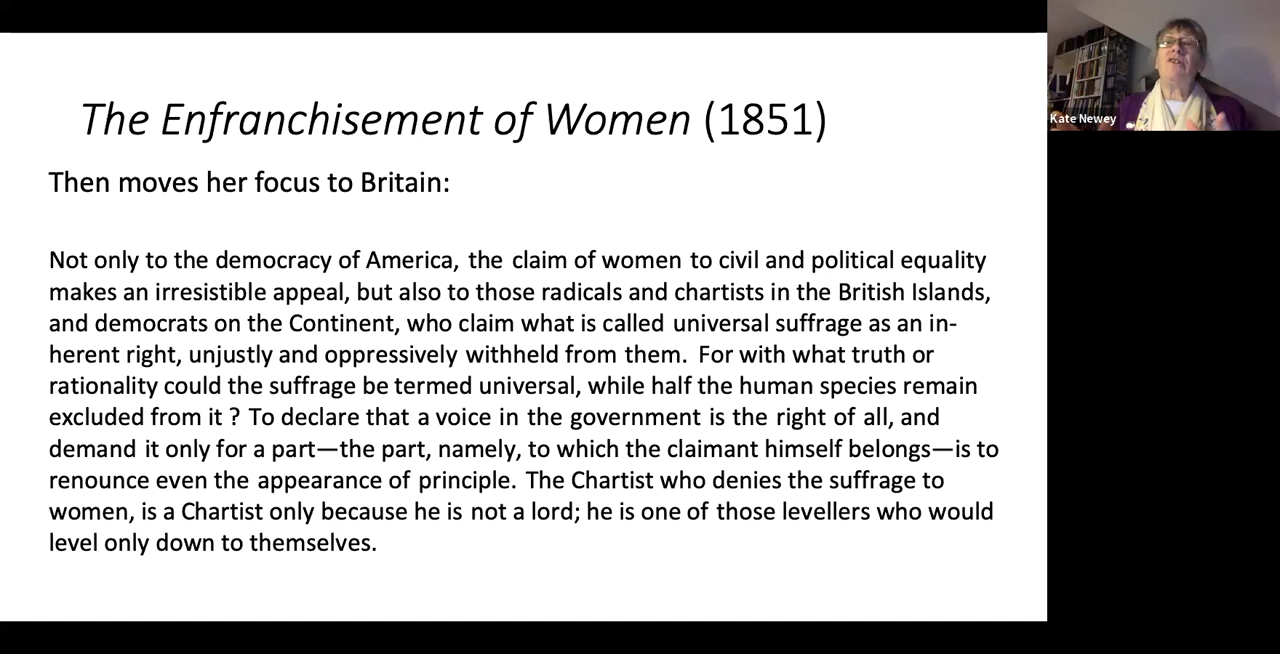 The Enfranchisement of Women (1851)
Then moves her focus to Britain:
Not only to the democracy of America, the claim of women to civil and political equality
makes an irresistible appeal, but also to those radicals and chartists in the British Islands,
and democrats on the Continent, who claim what is called universal suffrage as an in-
herent right, unjustly and oppressively withheld from them. For with what truth or
rationality could the suffrage be termed universal, while half the human species remain
excluded from it ? To declare that a voice in the government is the right of all, and
demand it only for a part—the part, namely, to which the claimant himself belongs—is to
renounce even the appearance of principle. The Chartist who denies the suffrage to
women, is a Chartist only because he is not a lord; he is one of those levellers who would
level only down to themselves.
Kate Newey